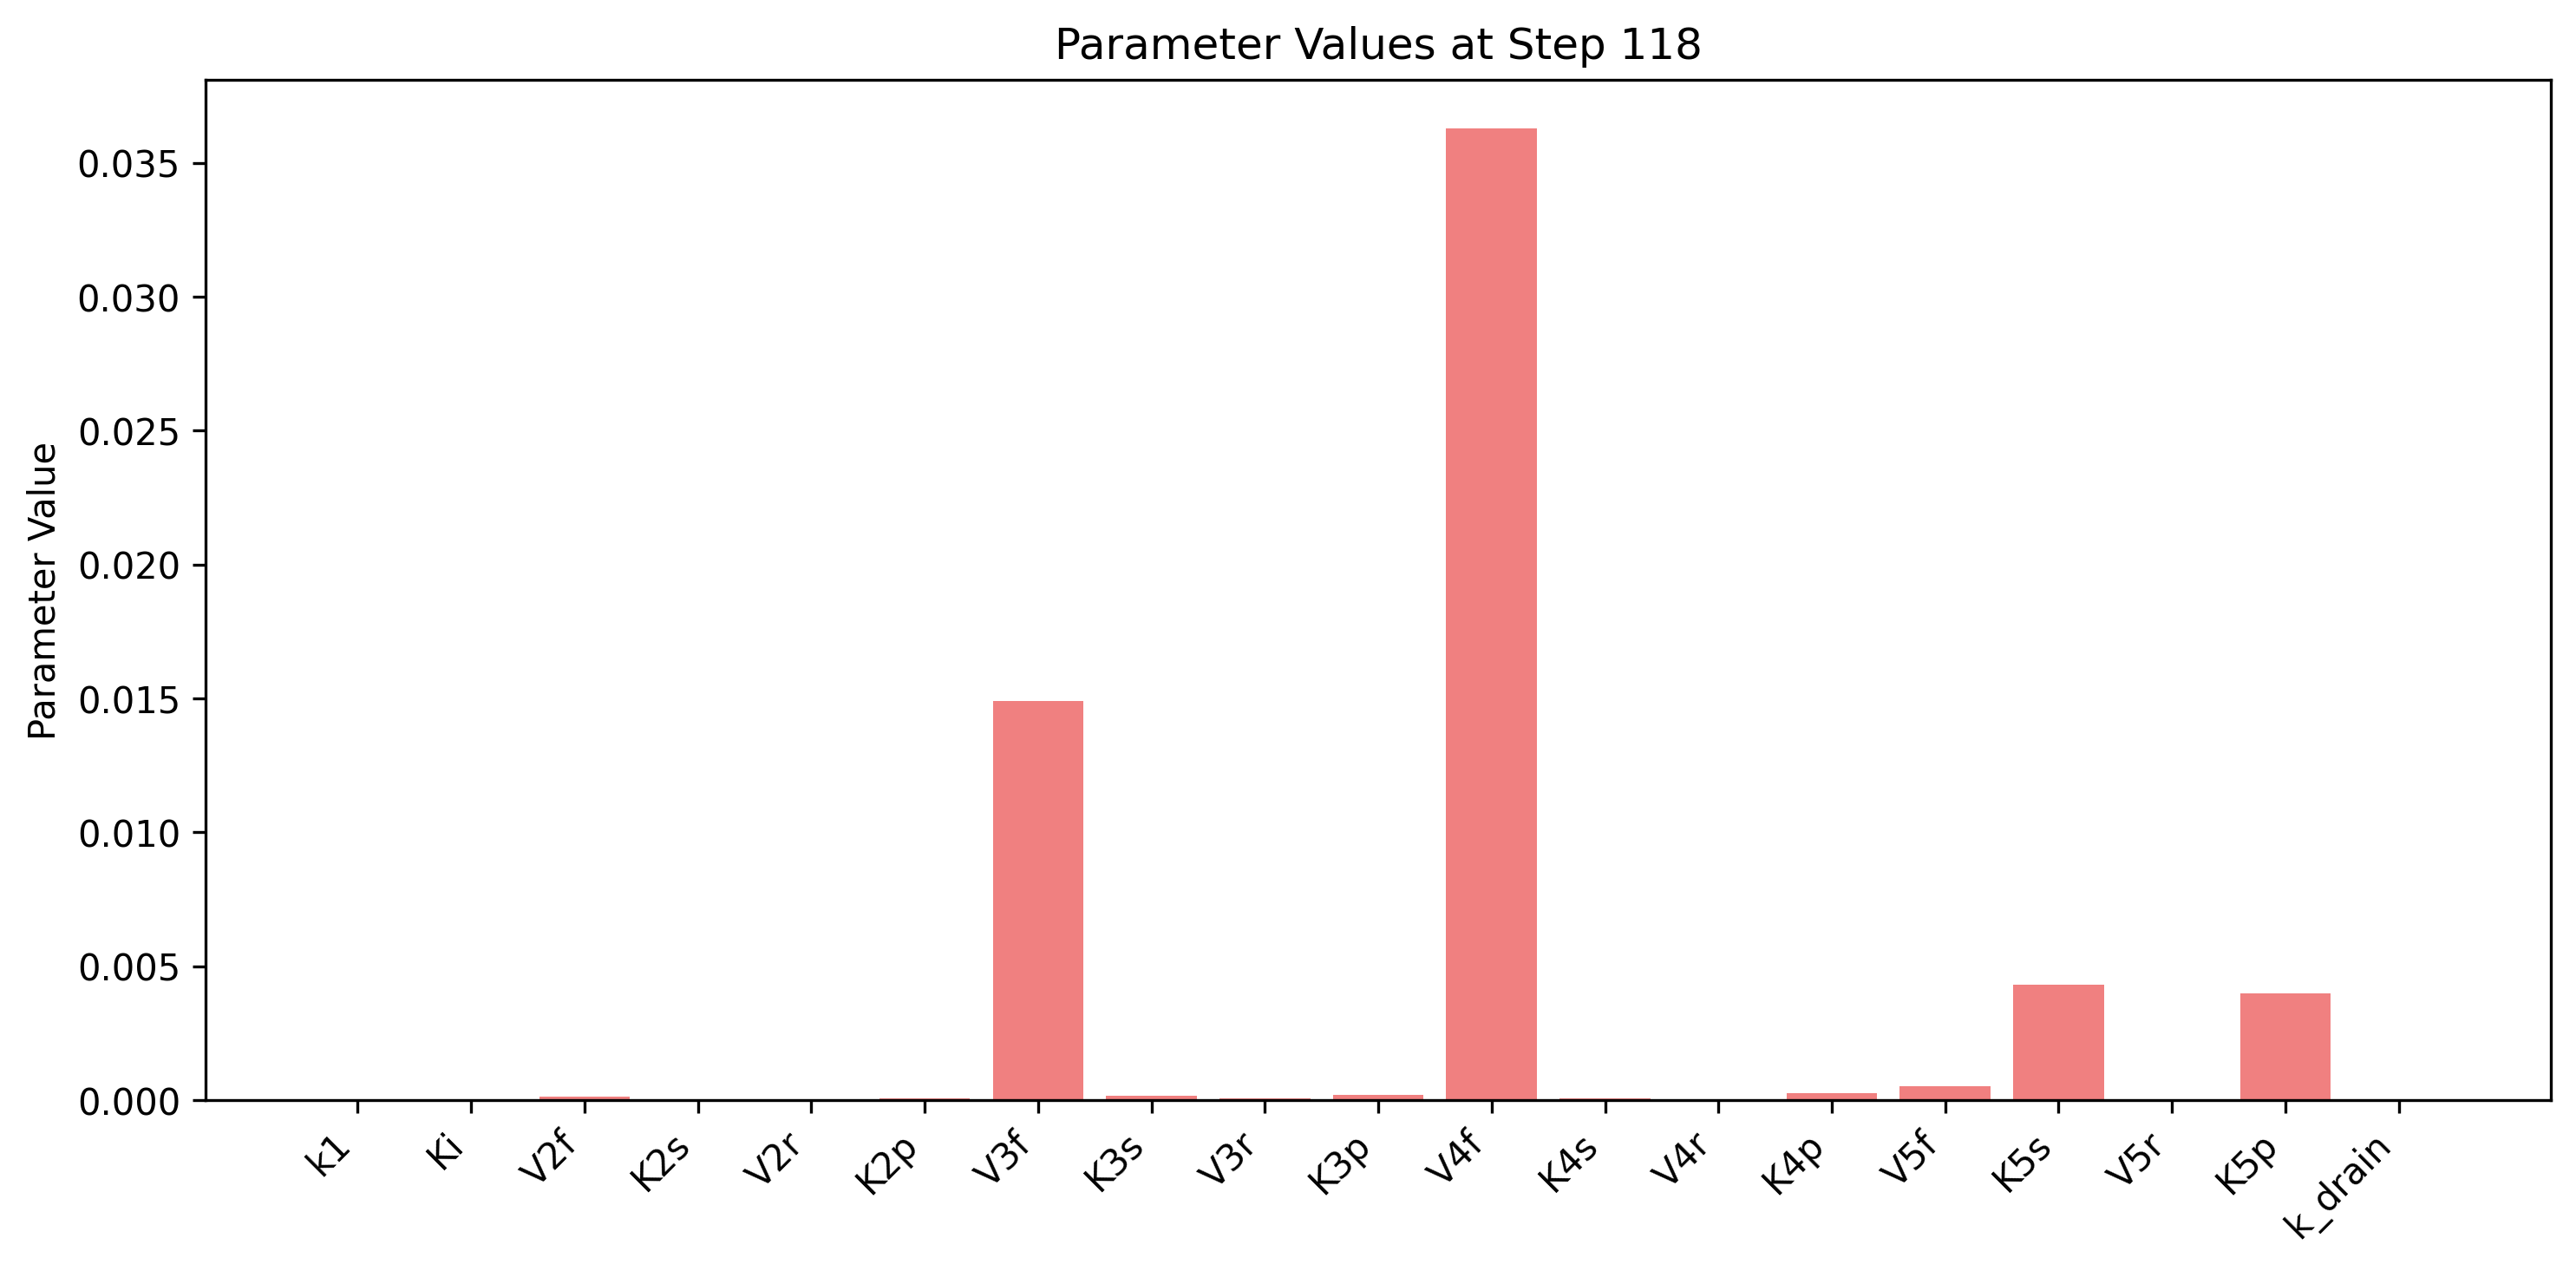 Parameter Values at Step 118
Parameter Value
0.035
0.030
0.025
0.020
0.015
0.010
0.005
0.000
k1
Ki
V2f
K2s
V2r
K2p
V3f
K3s
V3r
K3p
V4f
K4s
V4r
K4p
V5f
K5s
V5r
K5p
k_drain